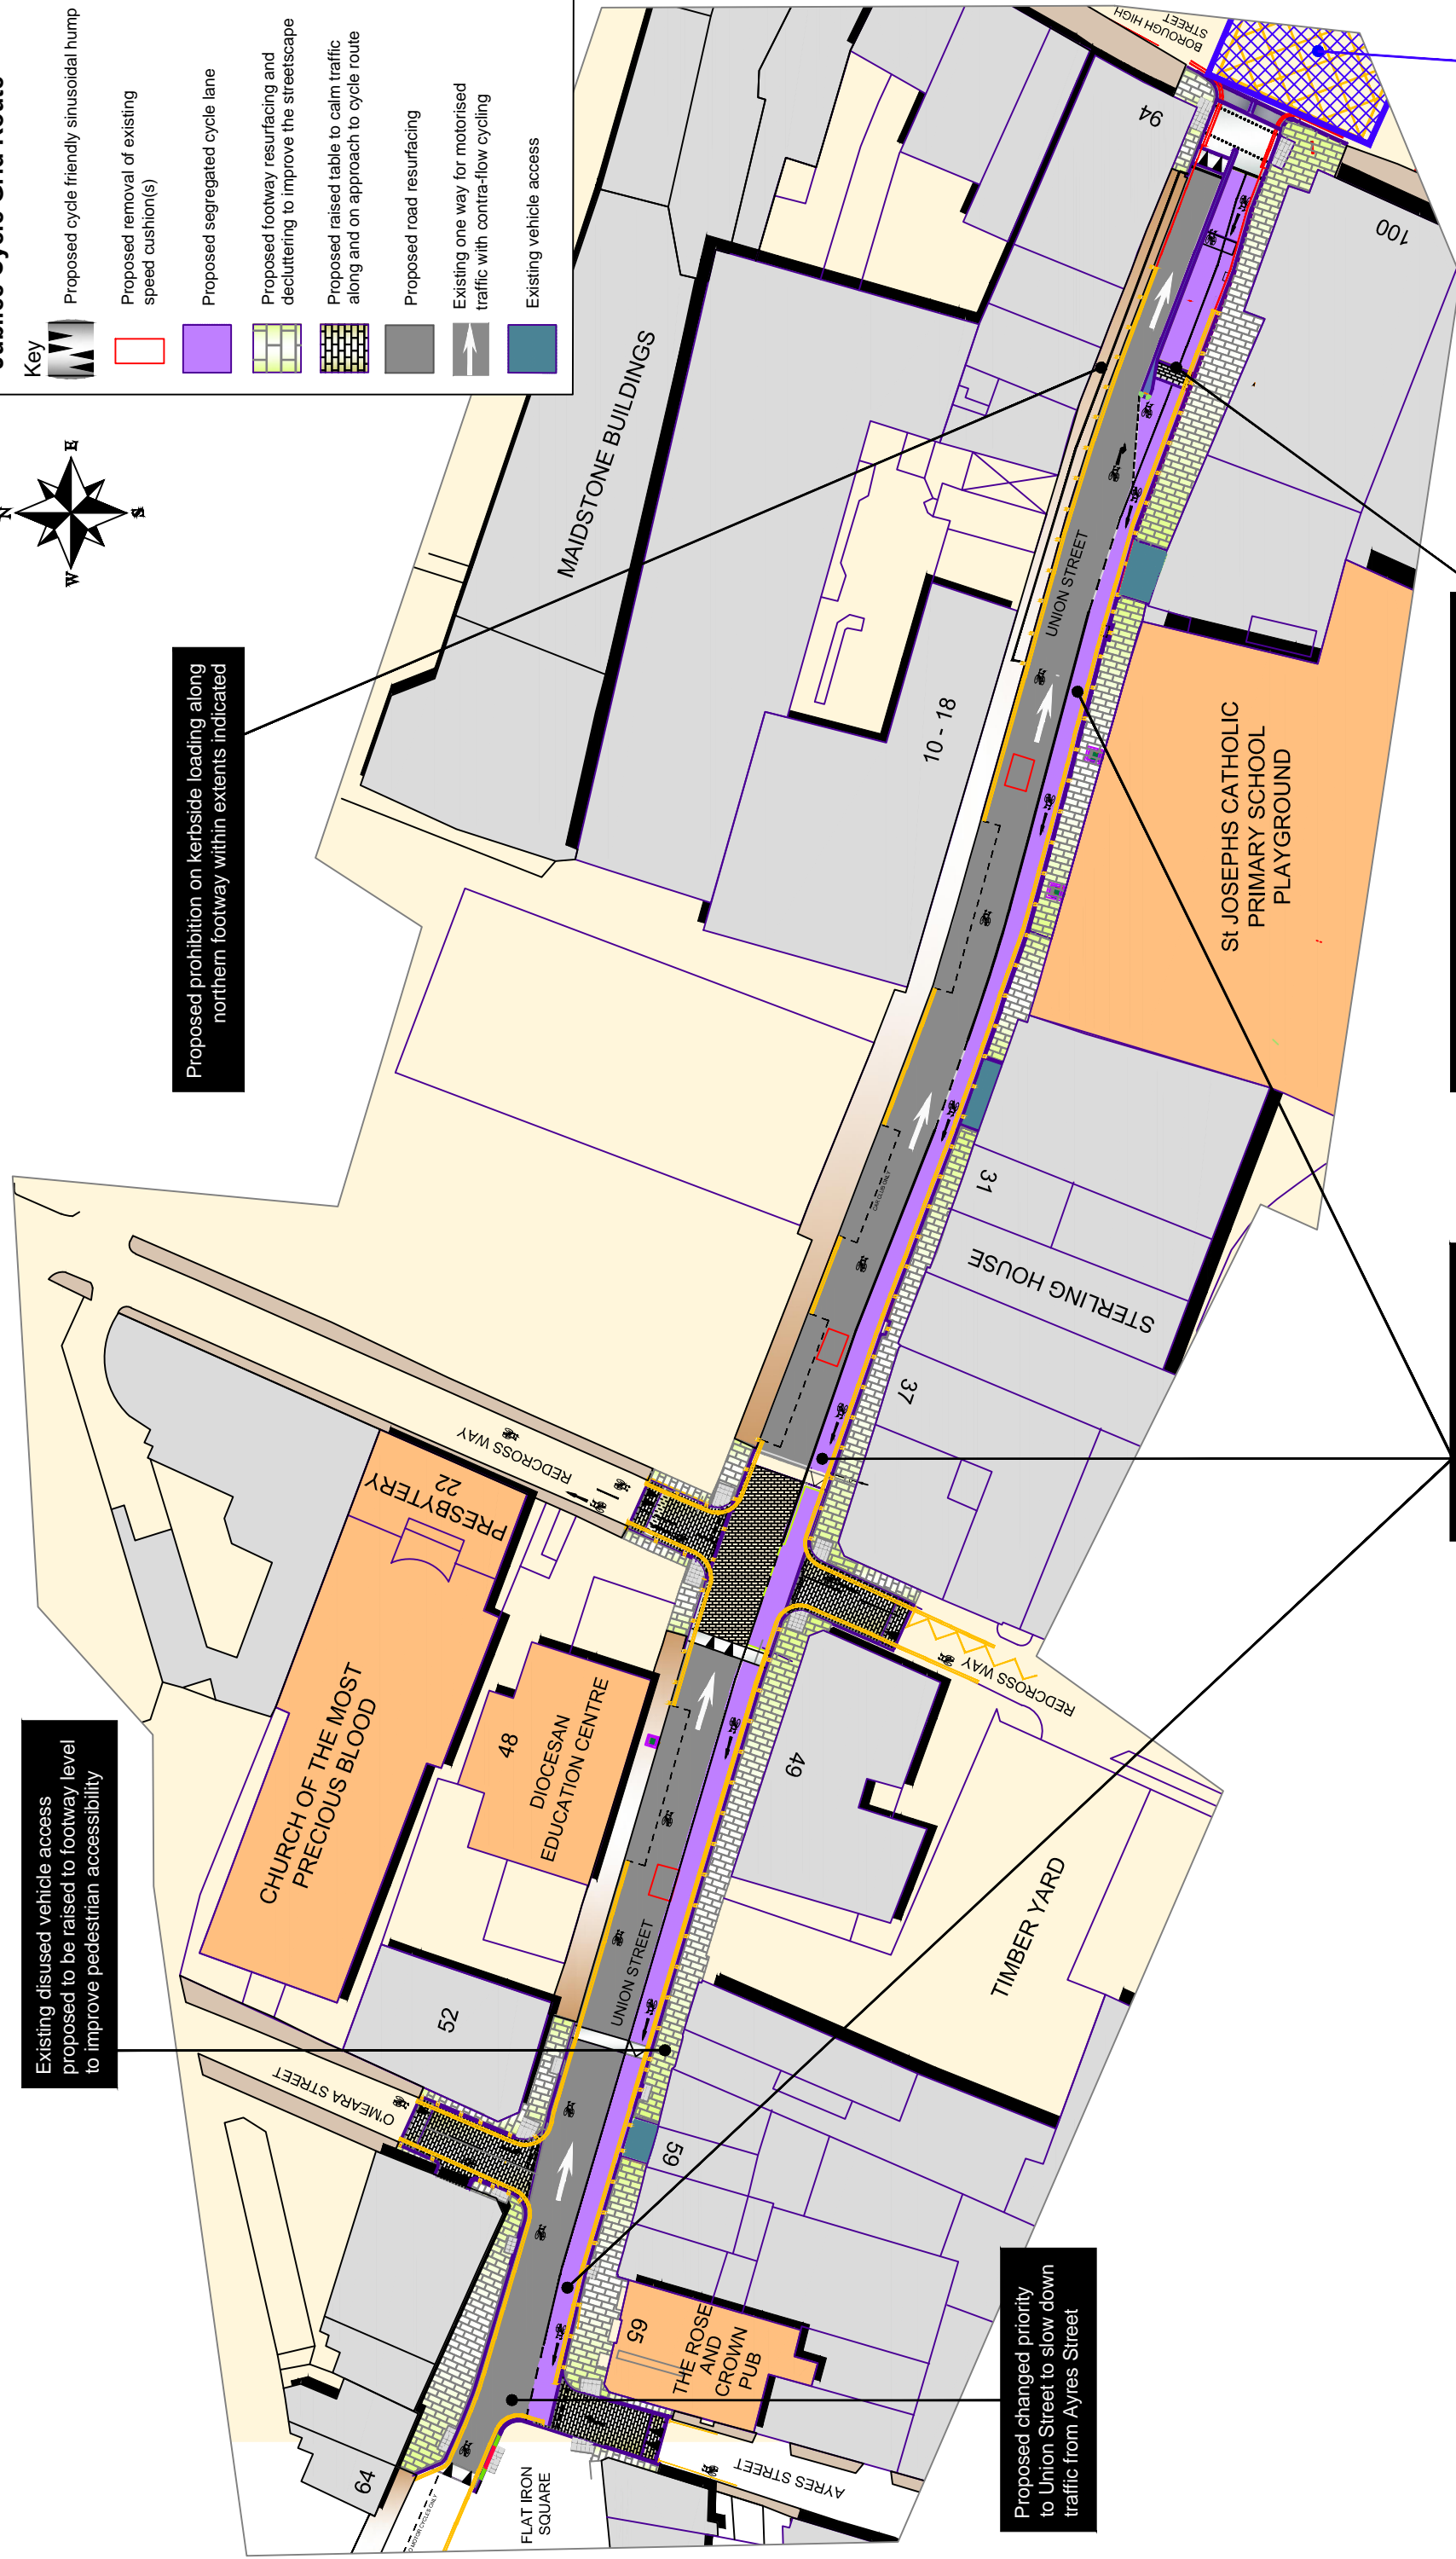 Key
Proposed cycle friendly sinusoidal hump
Proposed removal of existing
speed cushion(s)
Proposed segregated cycle lane
Proposed footway resurfacing and
decluttering to improve the streetscape
Proposed raised table to calm traffic
along and on approach to cycle route
Proposed road resurfacing
Existing one way for motorised
traffic with contra-flow cycling
Existing vehicle access
N
E
S
W
Existing disused vehicle access
proposed to be raised to footway level
to improve pedestrian accessibility
Proposed prohibition on kerbside loading along
northern footway within extents indicated
Proposed changed priority
to Union Street to slow down
traffic from Ayres Street
MAIDSTONE BUILDINGS
BOROUGH HIGH
STREET
94
100
10 - 18
UNION STREET
St JOSEPHS CATHOLIC
PRIMARY SCHOOL
PLAYGROUND
CAR CLUB ONLY
31
STERLING HOUSE
37
REDCROSS WAY
PRESBYTERY
22
CHURCH OF THE MOST
PRECIOUS BLOOD
48
DIOCESAN
EDUCATION CENTRE
REDCROSS WAY
49
TIMBER YARD
52
UNION STREET
O'MEARA STREET
59
65
THE ROSE
AND
CROWN
PUB
64
FLAT IRON
SQUARE
AYRES STREET
MOTOR CYCLES ONLY